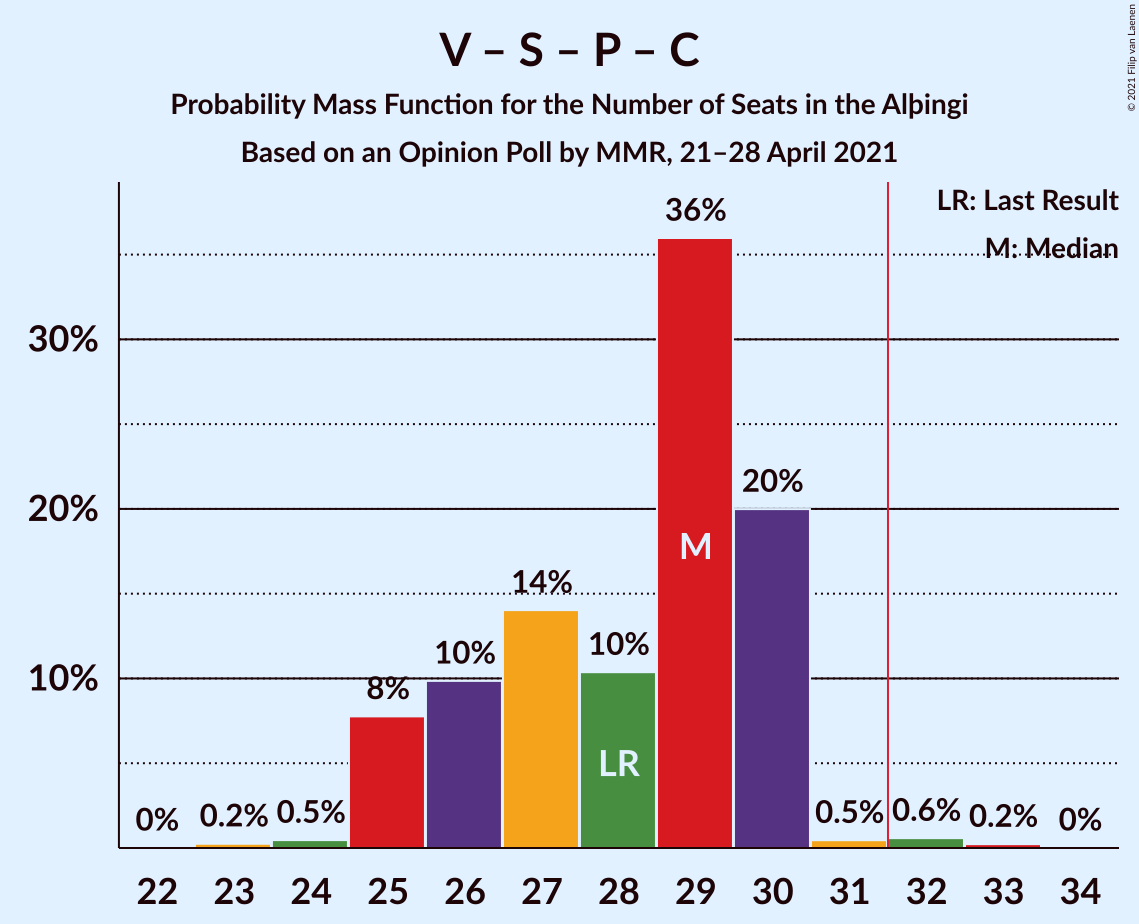 V – S – P – C
Probability Mass Function for the Number of Seats in the Alþingi
Based on an Opinion Poll by MMR, 21–28 April 2021
© 2021 Filip van Laenen
LR: Last Result
M: Median
36%
30%
20%
20%
M
14%
10%
10%
10%
8%
LR
0%
0.2%
0.5%
0.5%
0.6%
0.2%
0%
22 23 24 25 26 27 28 29 30 31 32 33 34